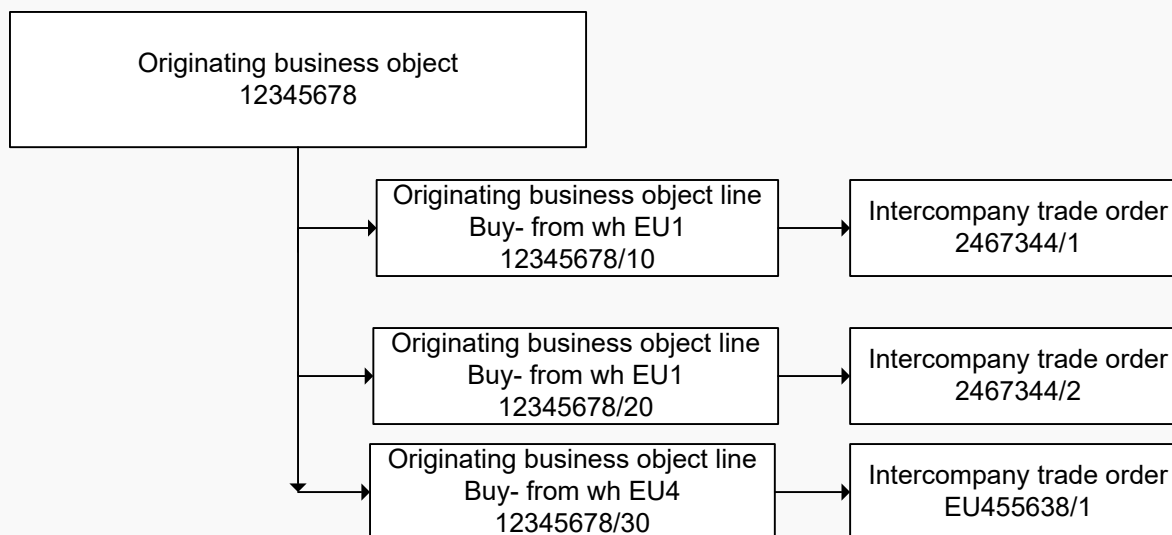 Originating business object
12345678
Originating business object line
Buy- from wh EU1
12345678/10
Intercompany trade order
2467344/1
Originating business object line
Buy- from wh EU1
12345678/20
Intercompany trade order
2467344/2
Originating business object line
Buy- from wh EU4
12345678/30
Intercompany trade order
EU455638/1